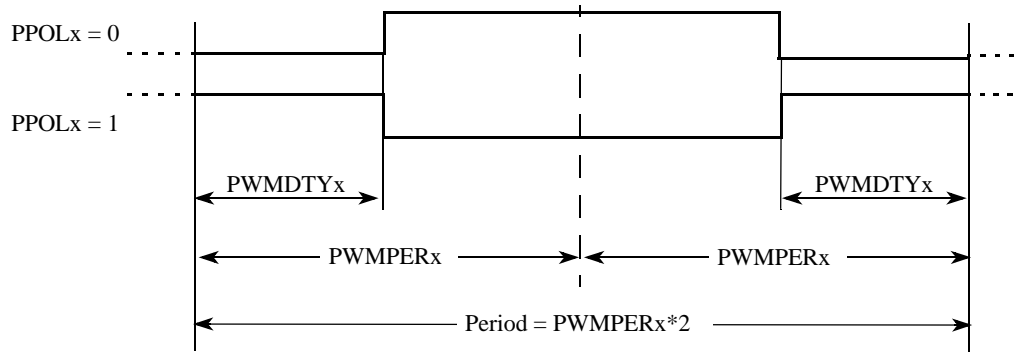 PPOLx = 0
PPOLx = 1
PWMDTYx
PWMDTYx
PWMPERx
PWMPERx
Period = PWMPERx*2